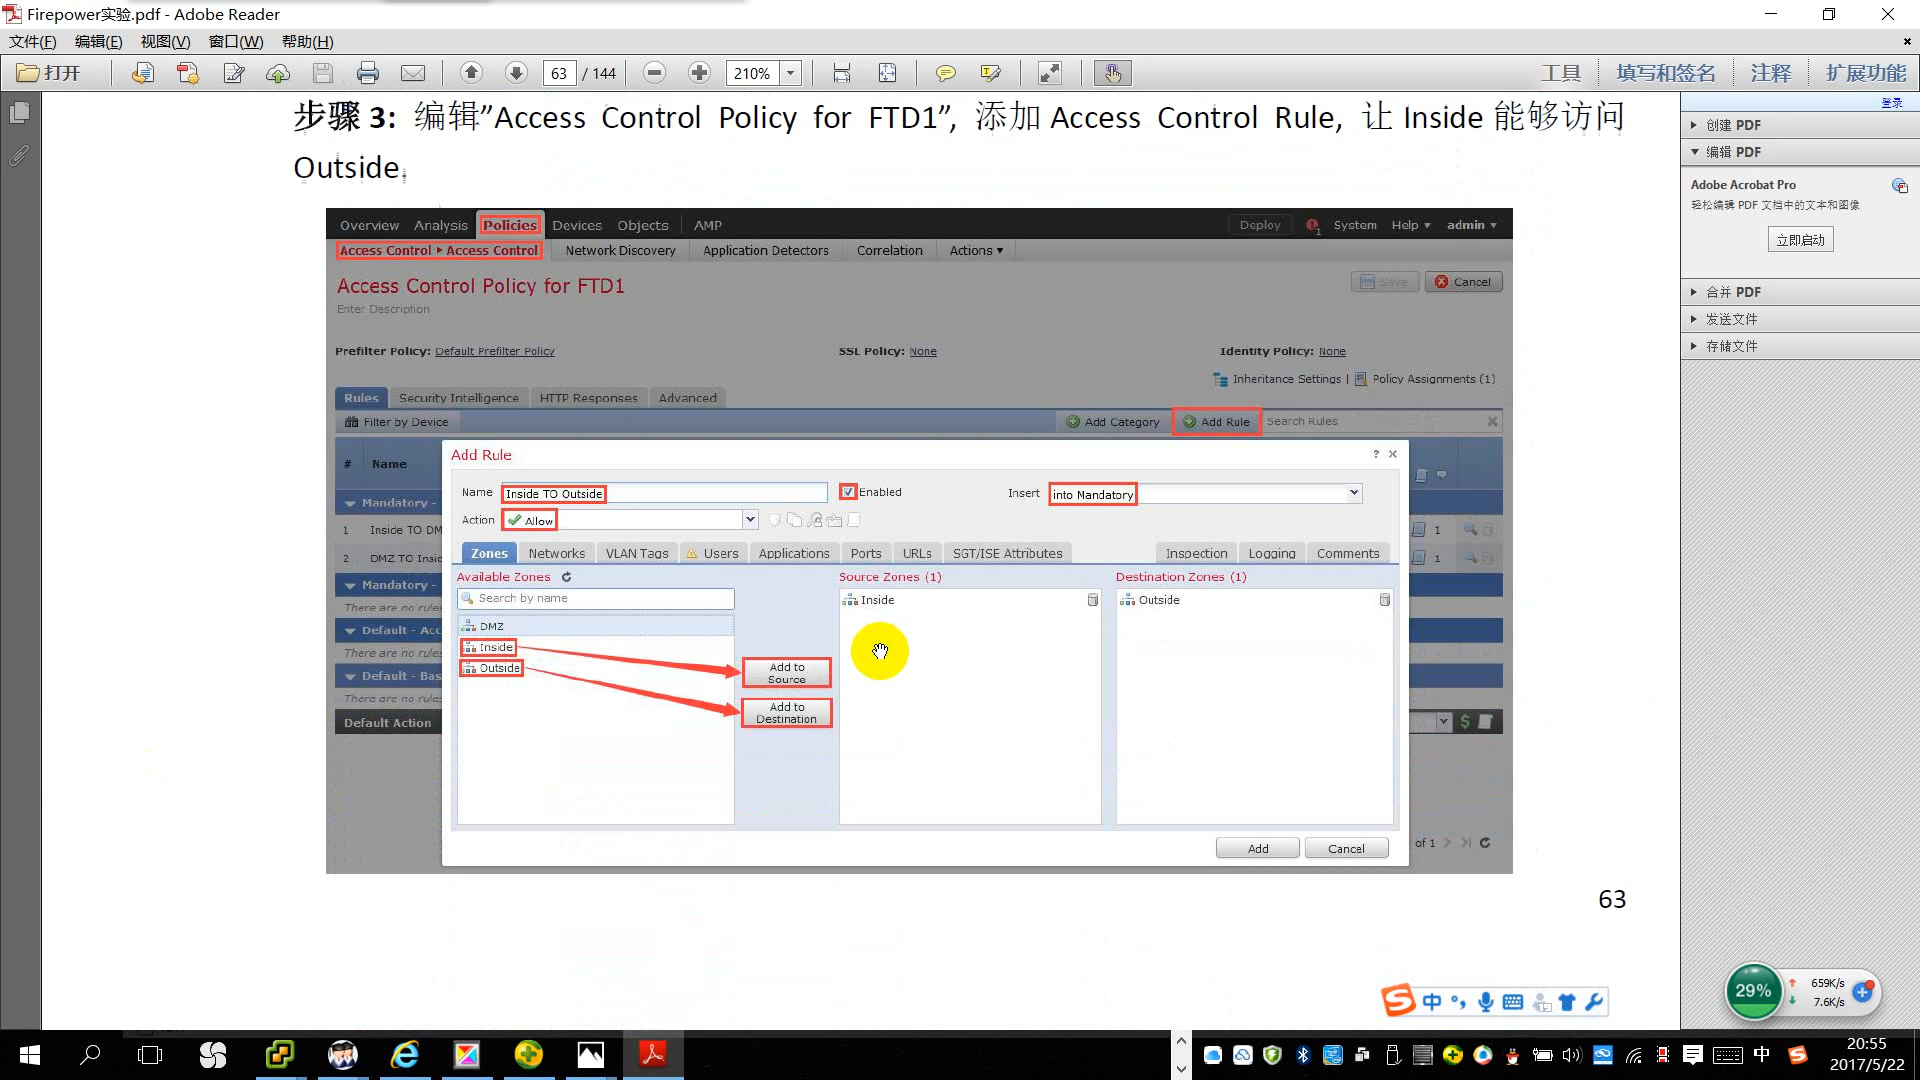 Firepower实验.pdf - Adobe Reader
文件(F) 编辑(E) 视图(V) 窗口(W) 帮助(H)
打开 63 / 144 210% 工具 填写和签名 注释 扩展功能
登录
步骤 3: 编辑”Access Control Policy for FTD1”, 添加 Access Control Rule, 让 Inside 能够访问
Outside.
创建 PDF
编辑 PDF
Adobe Acrobat Pro
轻松编辑 PDF 文档中的文本和图像
立即启动
合并 PDF
发送文件
存储文件
Overview Analysis Policies Devices Objects AMP Deploy 1 System Help admin
Access Control Access Control Network Discovery Application Detectors Correlation Actions
Access Control Policy for FTD1 Save Cancel
Enter Description
Prefilter Policy: Default Prefilter Policy SSL Policy: None Identity Policy: None
Inheritance Settings | Policy Assignments (1)
Rules Security Intelligence HTTP Responses Advanced
Filter by Device Add Category Add Rule Search Rules
# Name
Add Rule
Name Inside TO Outside Enabled Insert into Mandatory
Action Allow
Zones Networks VLAN Tags Users Applications Ports URLs SGT/ISE Attributes Inspection Logging Comments
Available Zones Source Zones (1) Destination Zones (1)
Search by name Inside Outside
DMZ
Inside
Outside
Add to
Source
Add to
Destination
Add Cancel
Mandatory -
1 Inside TO DM 1
2 DMZ TO Insid 1
Mandatory -
There are no rules
Default - Acc
There are no rules
Default - Bas
There are no rules
Default Action $
of 1
63
中
29% 659K/s
7.6K/s
中 20:55
2017/5/22